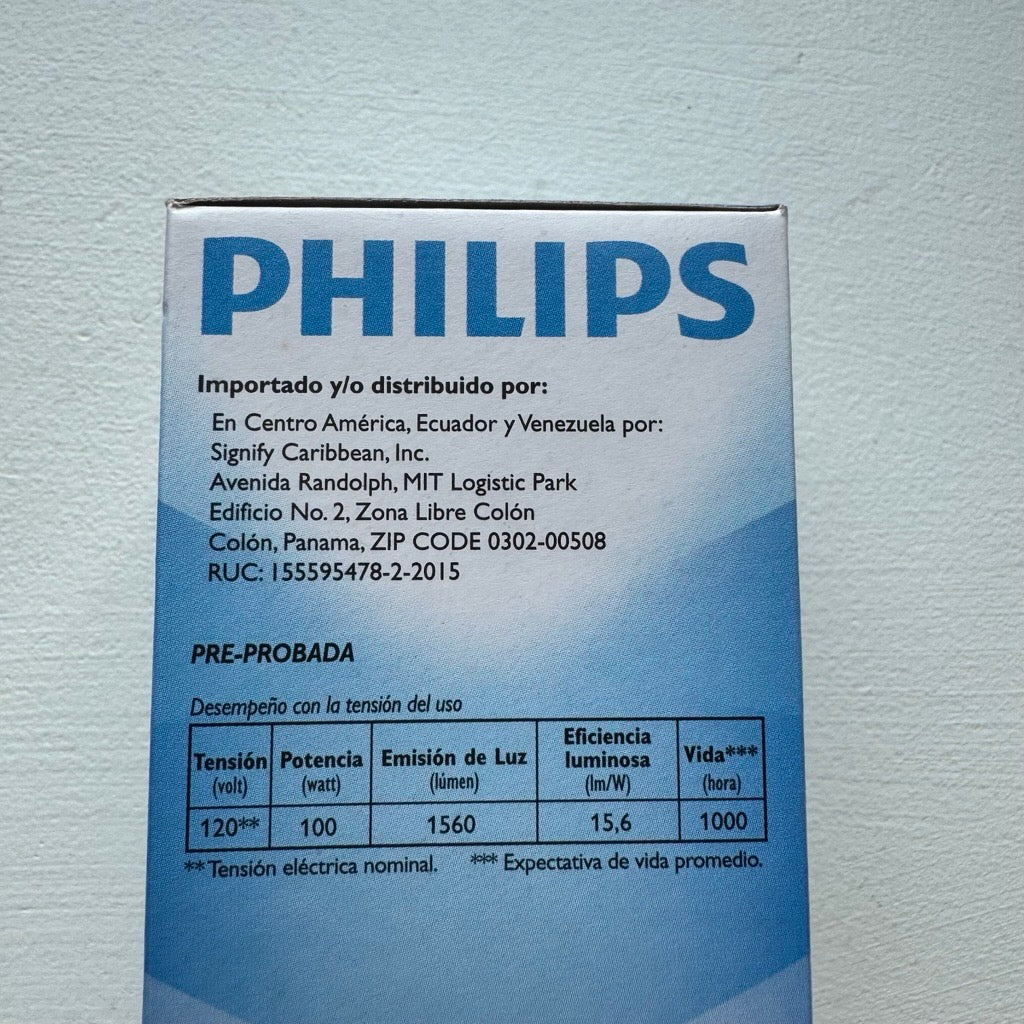 PHILIPS
Importado y/o distribuido por:
En Centro América, Ecuador y Venezuela por:
Signify Caribbean, Inc.
Avenida Randolph, MIT Logistic Park
Edificio No. 2, Zona Libre Colón
Colón, Panama, ZIP CODE 0302-00508
RUC: 155595478-2-2015
PRE-PROBADA
Desempeño con la tensión del uso
Tensión (volt) Potencia (watt) Emisión de Luz (lúmen) Eficiencia luminosa (lm/W) Vida*** (hora)
120** 100 1560 15,6 1000
** Tensión eléctrica nominal. *** Expectativa de vida promedio.